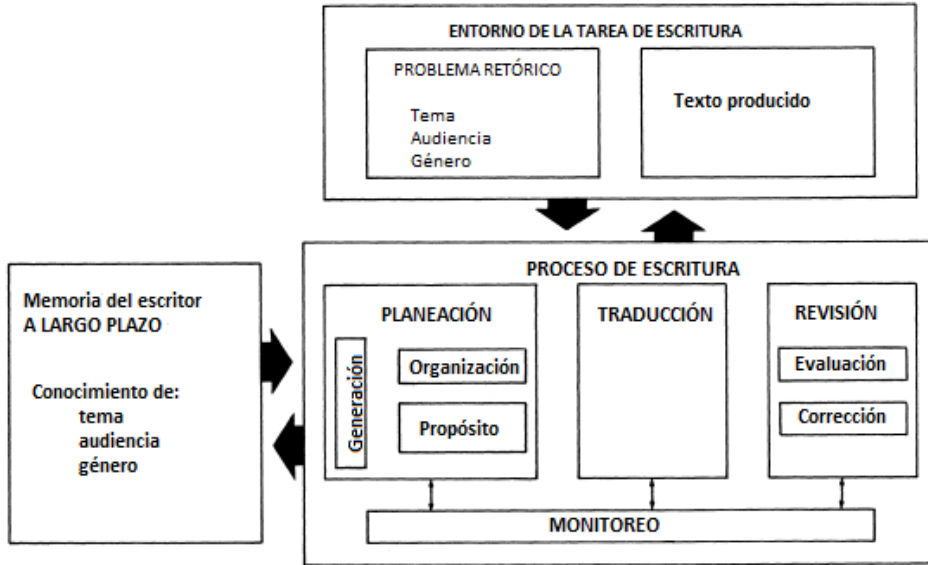 ENTORNO DE LA TAREA DE ESCRITURA
PROBLEMA RETÓRICO
Tema
Audiencia
Género
Texto producido
Memoria del escritor
A LARGO PLAZO
Conocimiento de:
tema
audiencia
género
PROCESO DE ESCRITURA
PLANEACIÓN
Generación
Organización
Propósito
TRADUCCIÓN
REVISIÓN
Evaluación
Corrección
MONITOREO